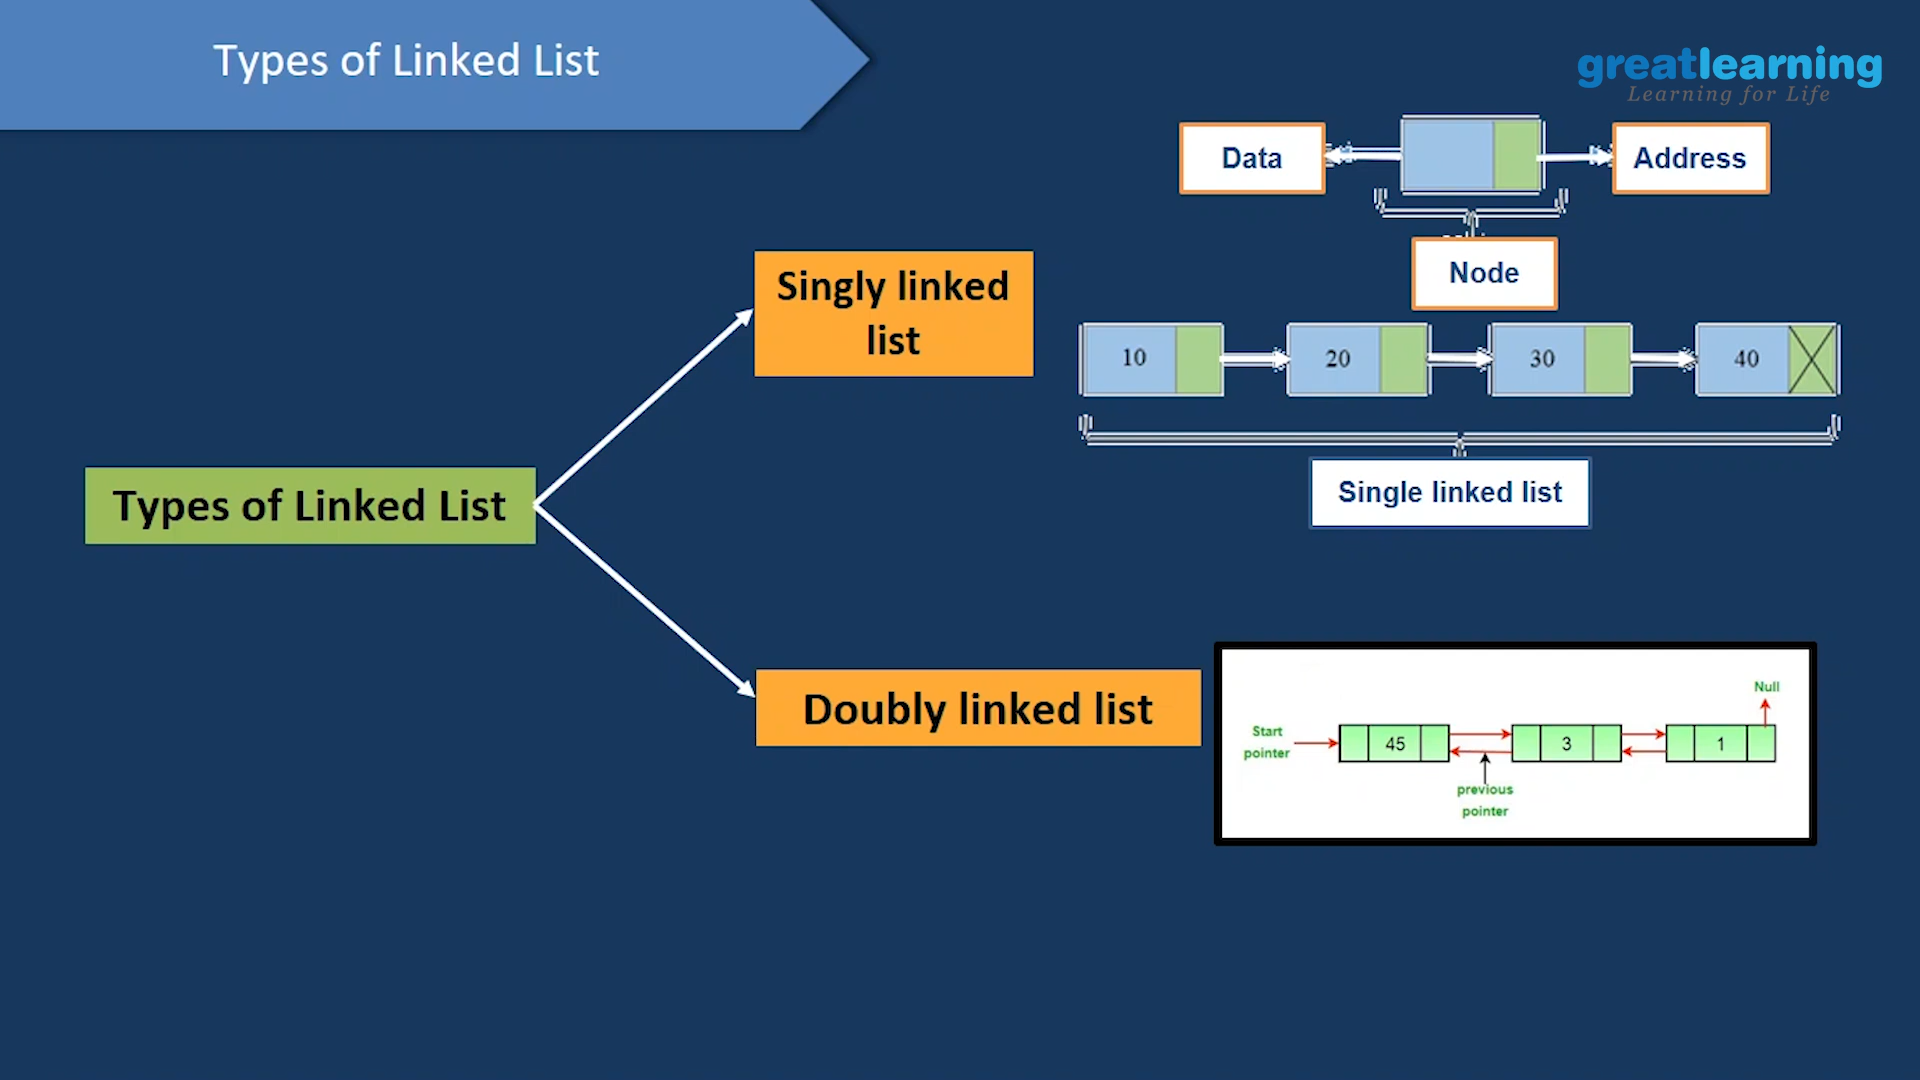 Types of Linked List
greatlearning
Learning for Life
Data
Address
Node
Singly linked
list
10
20
30
40
Single linked list
Types of Linked List
Doubly linked list
Null
Start
pointer
45
3
1
previous
pointer